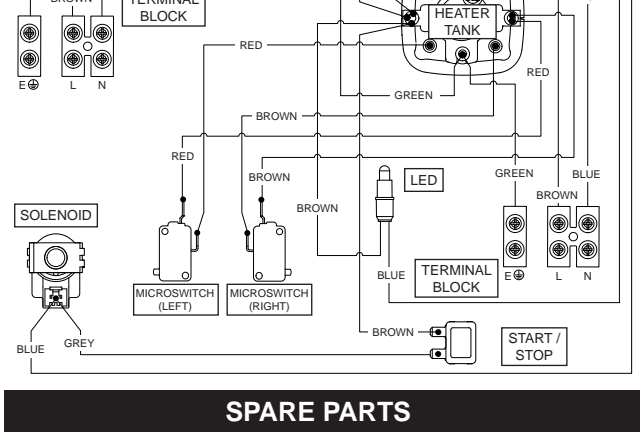 BROWN
TERMINAL
BLOCK
HEATER
TANK
E L N
RED
RED
GREEN
BROWN
RED
BROWN
BROWN
LED
GREEN
BLUE
BROWN
SOLENOID
TERMINAL
BLOCK
E L N
BLUE
MICROSWITCH
(LEFT)
MICROSWITCH
(RIGHT)
BROWN
START /
STOP
BLUE
GREY
SPARE PARTS